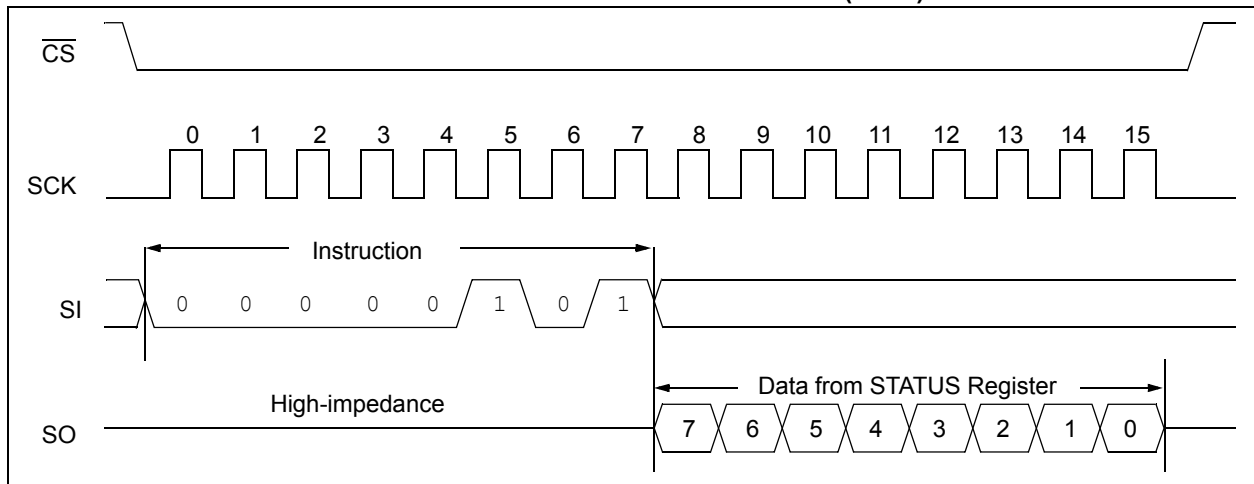 CS
0 1 2 3 4 5 6 7 8 9 10 11 12 13 14 15
SCK
Instruction
SI 0 0 0 0 0 1 0 1
Data from STATUS Register
High-impedance
SO 7 6 5 4 3 2 1 0